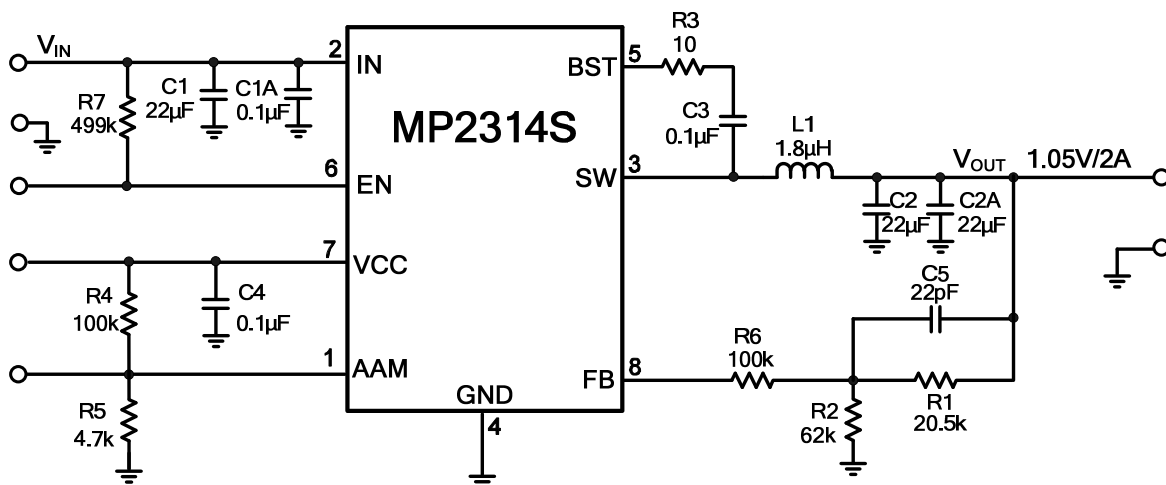 VIN
2
IN
R7
499k
C1
22µF
C1A
0.1µF
6
EN
7
VCC
R4
100k
C4
0.1µF
1
AAM
R5
4.7k
MP2314S
GND
4
5
BST
R3
10
C3
0.1µF
3
SW
L1
1.8µH
VOUT 1.05V/2A
C2
22µF
C2A
22µF
C5
22pF
8
FB
R6
100k
R2
62k
R1
20.5k